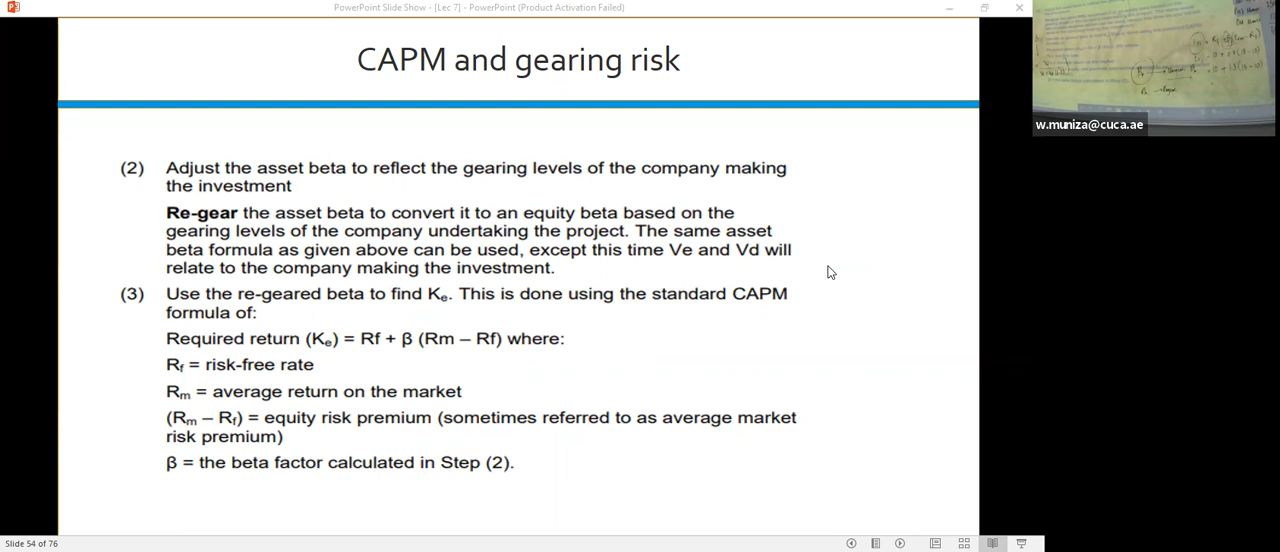 PowerPoint Slide Show - [Lec 7] - PowerPoint (Product Activation Failed)
CAPM and gearing risk
(2) Adjust the asset beta to reflect the gearing levels of the company making
the investment
Re-gear the asset beta to convert it to an equity beta based on the
gearing levels of the company undertaking the project. The same asset
beta formula as given above can be used, except this time Ve and Vd will
relate to the company making the investment.
(3) Use the re-geared beta to find Ke. This is done using the standard CAPM
formula of:
Required return (Ke) = Rf + β (Rm – Rf) where:
Rf = risk-free rate
Rm = average return on the market
(Rm – Rf) = equity risk premium (sometimes referred to as average market
risk premium)
β = the beta factor calculated in Step (2).
w.muniza@cuca.ae
Slide 54 of 76